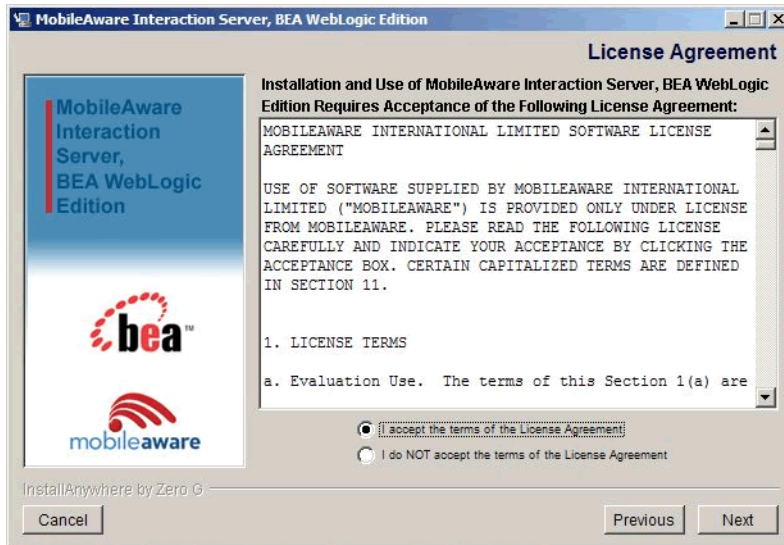 MobileAware Interaction Server, BEA WebLogic Edition
License Agreement
MobileAware
Interaction
Server,
BEA WebLogic
Edition
bea™
mobileaware
Installation and Use of MobileAware Interaction Server, BEA WebLogic
Edition Requires Acceptance of the Following License Agreement:
MOBILEAWARE INTERNATIONAL LIMITED SOFTWARE LICENSE
AGREEMENT
USE OF SOFTWARE SUPPLIED BY MOBILEAWARE INTERNATIONAL
LIMITED ("MOBILEAWARE") IS PROVIDED ONLY UNDER LICENSE
FROM MOBILEAWARE. PLEASE READ THE FOLLOWING LICENSE
CAREFULLY AND INDICATE YOUR ACCEPTANCE BY CLICKING THE
ACCEPTANCE BOX. CERTAIN CAPITALIZED TERMS ARE DEFINED
IN SECTION 11.
1. LICENSE TERMS
a. Evaluation Use.  The terms of this Section 1(a) are
I accept the terms of the License Agreement
I do NOT accept the terms of the License Agreement
InstallAnywhere by Zero G
Cancel
Previous
Next